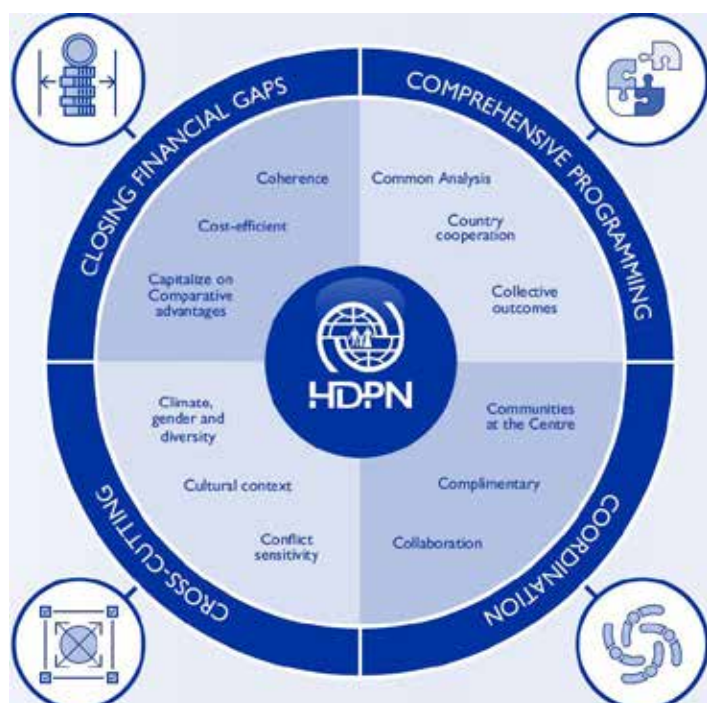 CLOSING FINANCIAL GAPS
COMPREHENSIVE PROGRAMMING
Coherence
Cost-efficient
Capitalize on
Comparative
advantages
Common Analysis
Country
cooperation
Collective
outcomes
HDPN
Climate,
gender and
diversity
Cultural context
Conflict
sensitivity
Communities
at the Centre
Complimentary
Collaboration
CROSS-CUTTING
COORDINATION